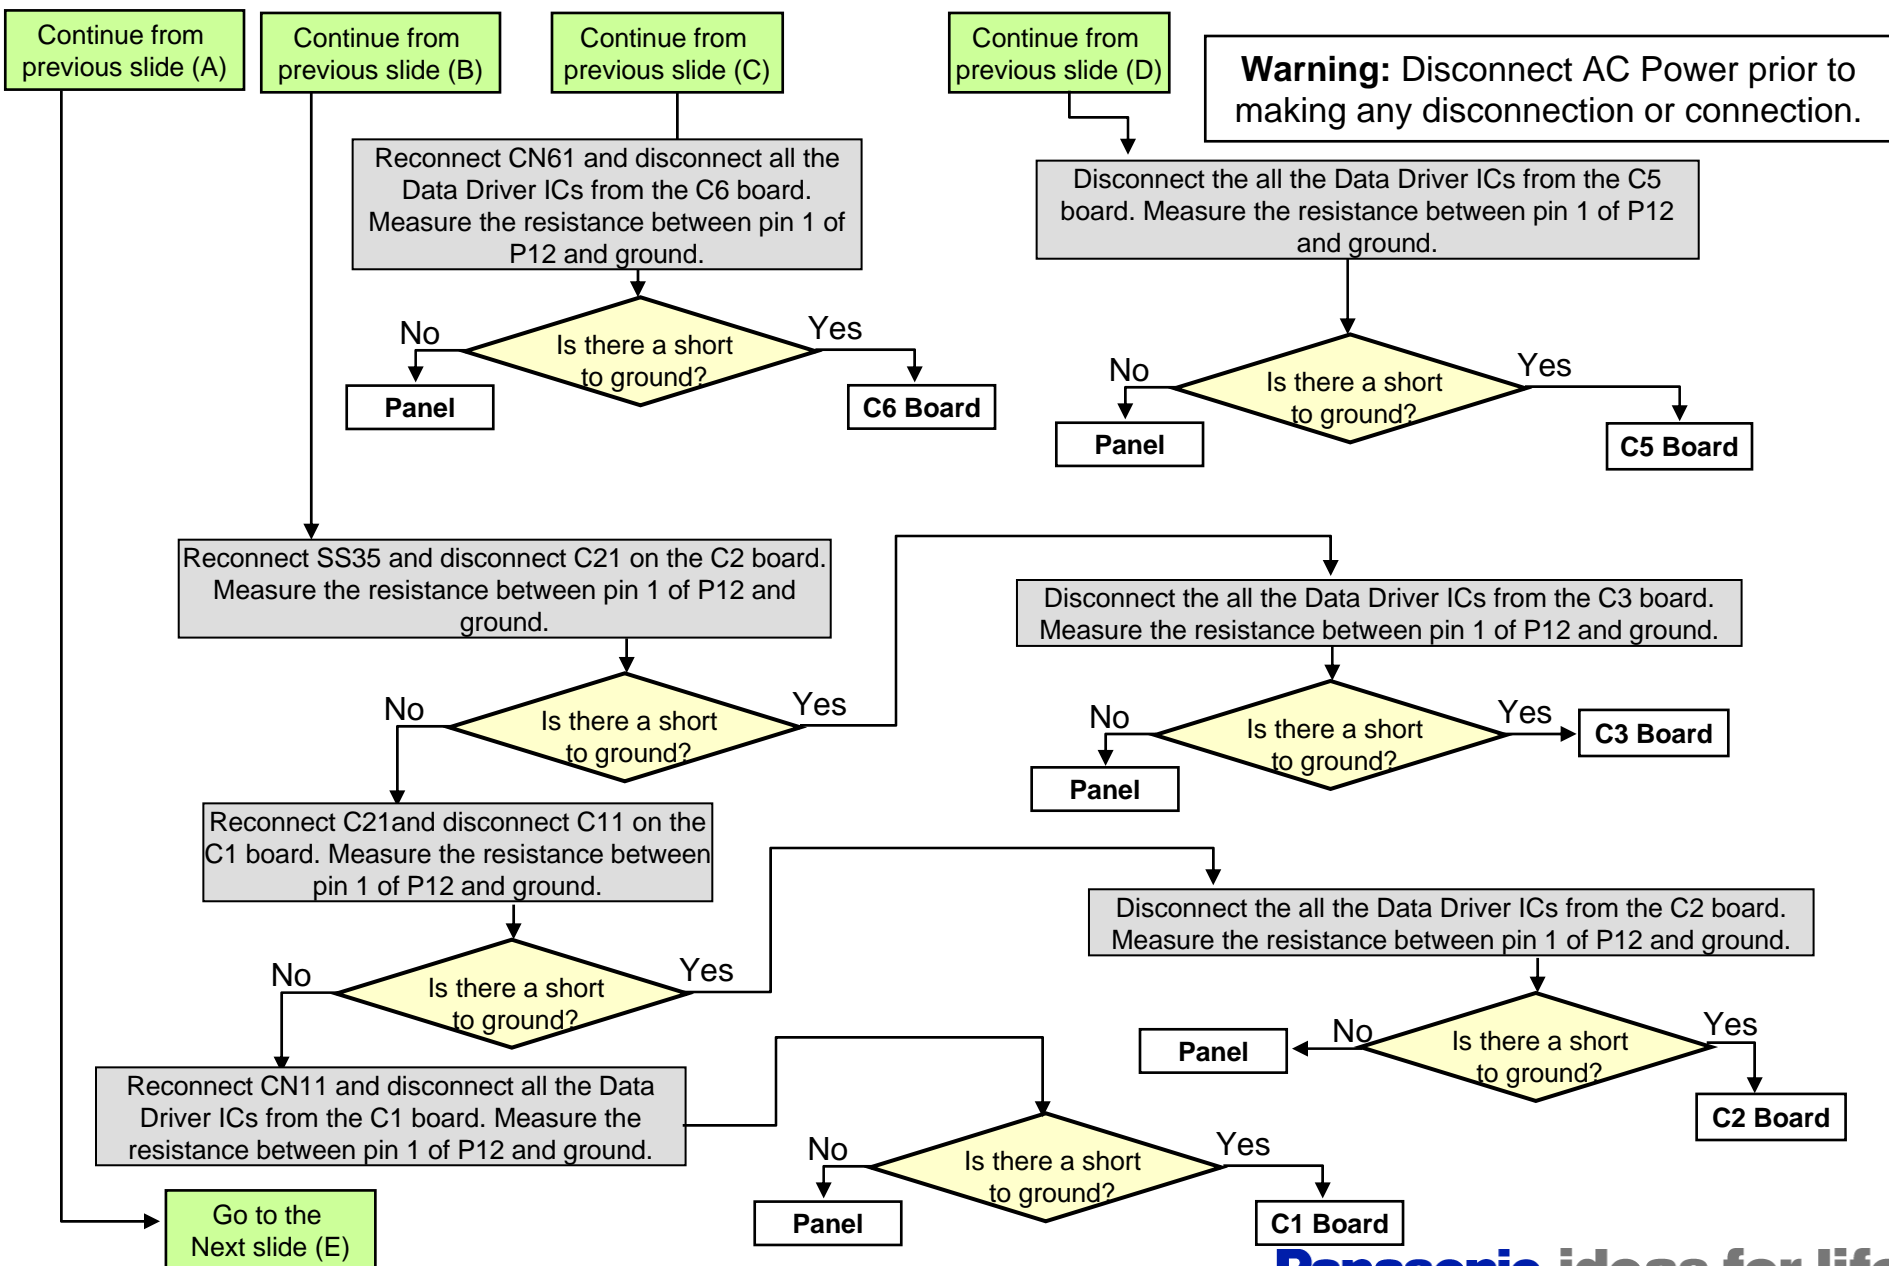 Continue from
previous slide (A)
Continue from
previous slide (B)
Continue from
previous slide (C)
Continue from
previous slide (D)
Warning: Disconnect AC Power prior to
making any disconnection or connection.
Reconnect CN61 and disconnect all the
Data Driver ICs from the C6 board.
Measure the resistance between pin 1 of
P12 and ground.
Disconnect the all the Data Driver ICs from the C5
board. Measure the resistance between pin 1 of P12
and ground.
No
Is there a short
to ground?
Yes
Panel
C6 Board
No
Is there a short
to ground?
Yes
Panel
C5 Board
Reconnect SS35 and disconnect C21 on the C2 board.
Measure the resistance between pin 1 of P12 and
ground.
Disconnect the all the Data Driver ICs from the C3 board.
Measure the resistance between pin 1 of P12 and ground.
No
Is there a short
to ground?
Yes
No
Is there a short
to ground?
Yes
C3 Board
Panel
Reconnect C21and disconnect C11 on the
C1 board. Measure the resistance between
pin 1 of P12 and ground.
Disconnect the all the Data Driver ICs from the C2 board.
Measure the resistance between pin 1 of P12 and ground.
No
Is there a short
to ground?
Yes
Panel
No
Is there a short
to ground?
Yes
C2 Board
Reconnect CN11 and disconnect all the Data
Driver ICs from the C1 board. Measure the
resistance between pin 1 of P12 and ground.
No
Is there a short
to ground?
Yes
Panel
C1 Board
Go to the
Next slide (E)
Panasonic ideas for life